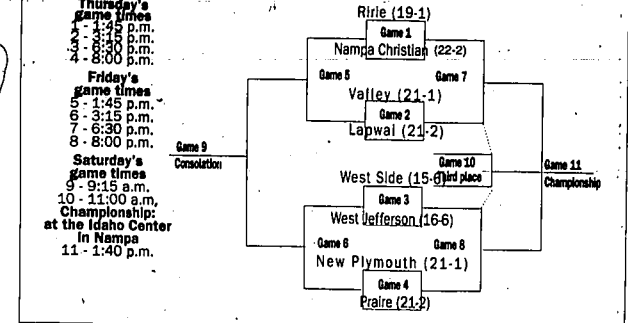 Thursday's
game times
1 - 1:45 p.m.
2 - 3:15 p.m.
3 - 6:30 p.m.
4 - 8:00 p.m.
Friday's
game times
5 - 1:45 p.m.
6 - 3:15 p.m.
7 - 6:30 p.m.
8 - 8:00 p.m.
Saturday's
game times
9 - 9:15 a.m.
10 - 11:00 a.m,
Championship:
at the Idaho Center
in Nampa
11 - 1:40 p.m.
Ririe (19-1)
Game 1
Nampa Christian (22-2)
Game 5
Game 7
Valley (21-1)
Game 2
Lapwai (21-2)
Game 9
Consolation
Game 10
Third place
Game 11
Championship
West Side (15-6)
Game 3
West Jefferson (16-6)
Game 6
Game 8
New Plymouth (21-1)
Game 4
Praire (21-2)